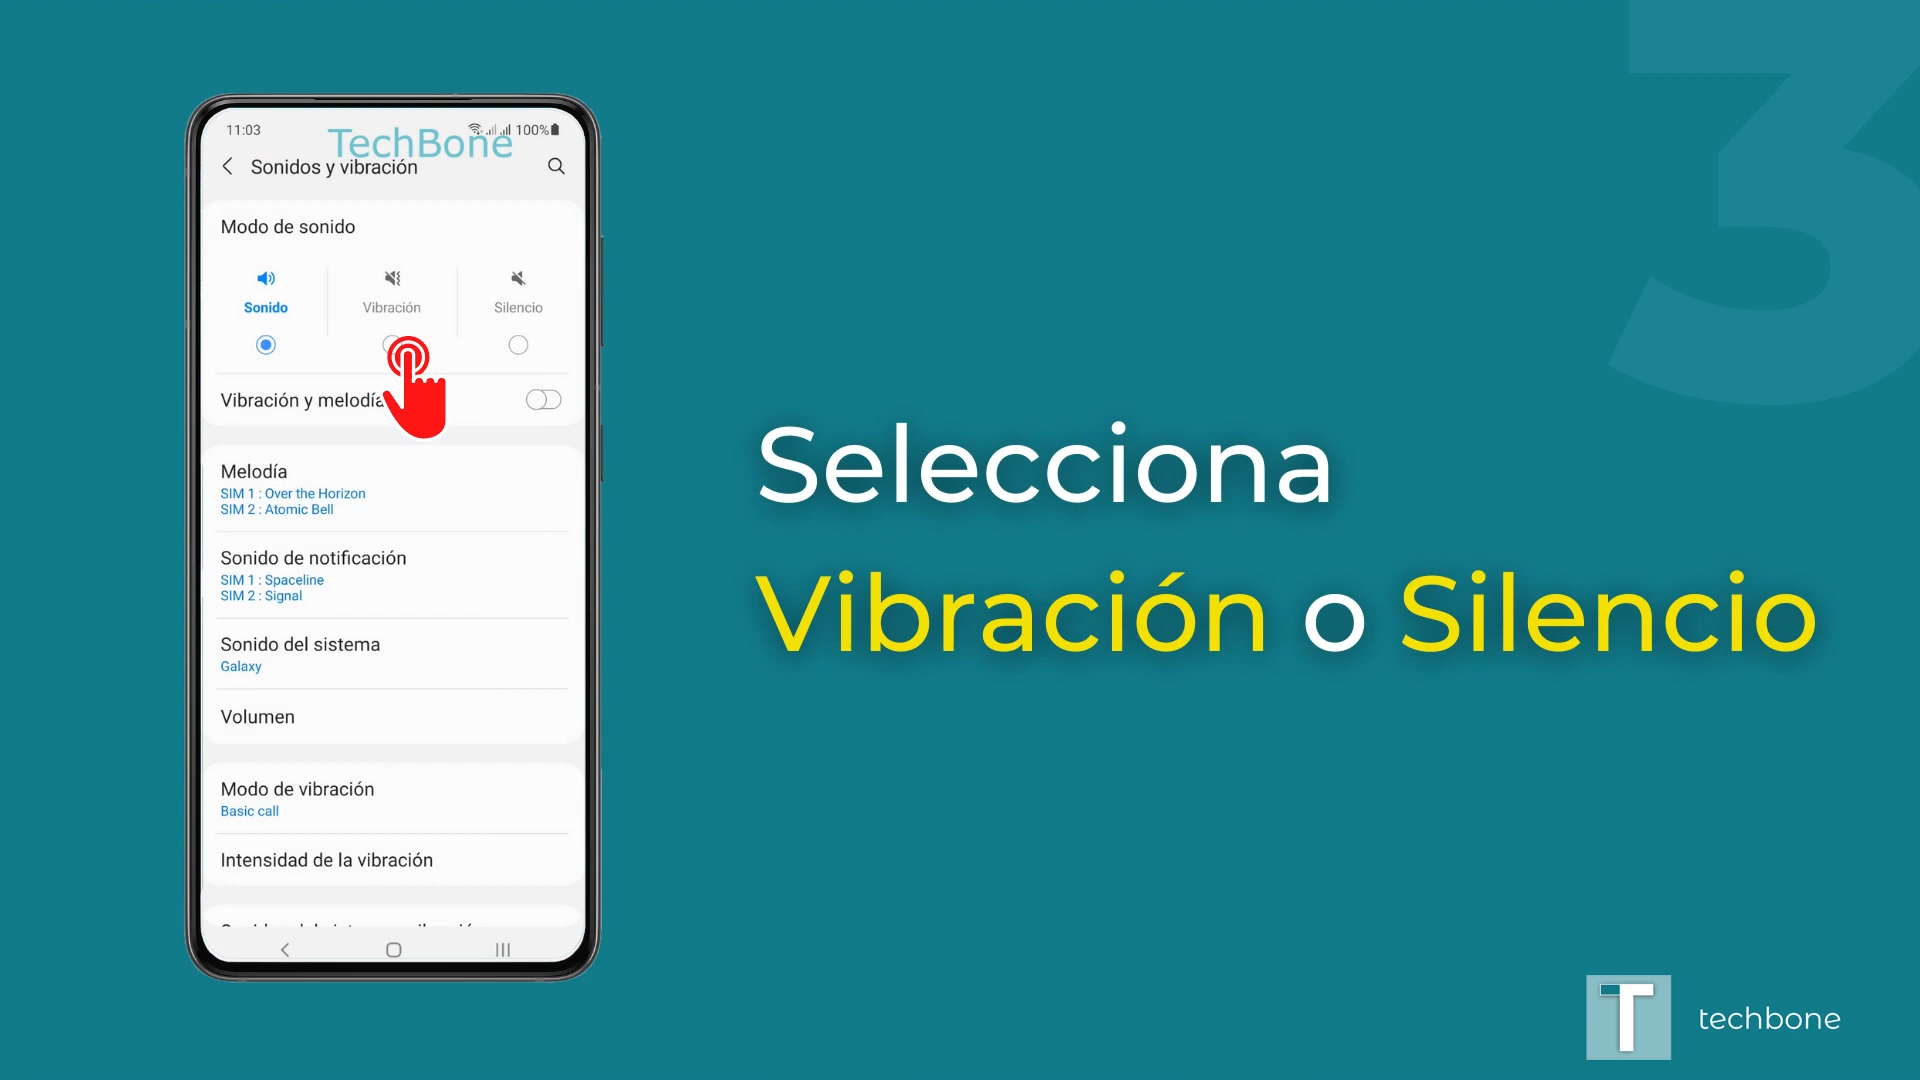 3
11:03
100%
TechBone
Sonidos y vibración
Modo de sonido
Sonido
Vibración
Silencio
Vibración y melodía
Melodía
SIM 1 : Over the Horizon
SIM 2 : Atomic Bell
Sonido de notificación
SIM 1 : Spaceline
SIM 2 : Signal
Sonido del sistema
Galaxy
Volumen
Modo de vibración
Basic call
Intensidad de la vibración
Selecciona
Vibración o Silencio
T
techbone